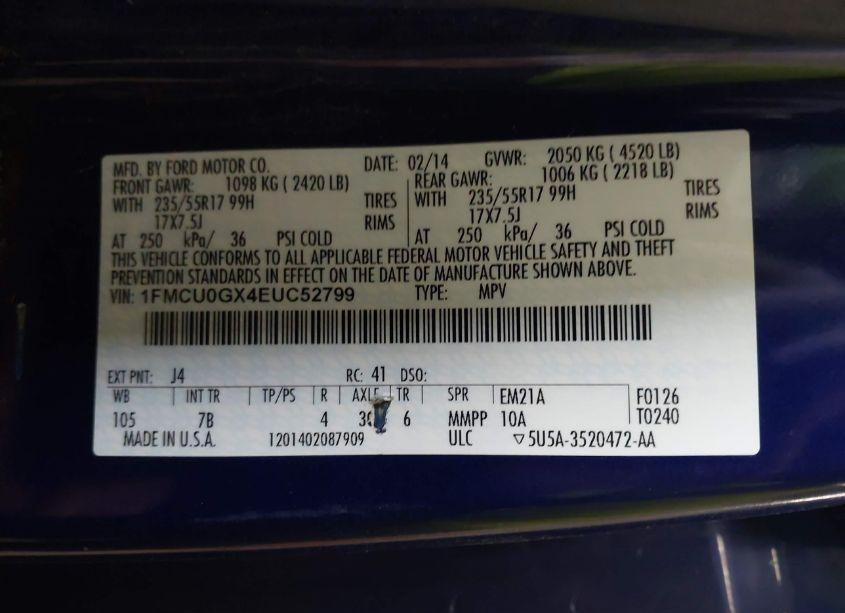 MFD. BY FORD MOTOR CO. DATE: 02/14 GVWR: 2050 KG ( 4520 LB)
FRONT GAWR: 1098 KG ( 2420 LB) REAR GAWR: 1006 KG ( 2218 LB)
WITH 235/55R17 99H TIRES WITH 235/55R17 99H TIRES
17X7.5J RIMS 17X7.5J RIMS
AT 250 kPa/ 36 PSI COLD AT 250 kPa/ 36 PSI COLD
THIS VEHICLE CONFORMS TO ALL APPLICABLE FEDERAL MOTOR VEHICLE SAFETY AND THEFT
PREVENTION STANDARDS IN EFFECT ON THE DATE OF MANUFACTURE SHOWN ABOVE.
VIN: 1FMCU0GX4EUC52799 TYPE: MPV
EXT PNT: J4 RC: 41 DSO:
WB INT TR TP/PS R AXLE TR SPR EM21A F0126
105 7B 4 6 MMPP 10A T0240
MADE IN U.S.A. 1201402087909 ULC ▽5U5A-3520472-AA